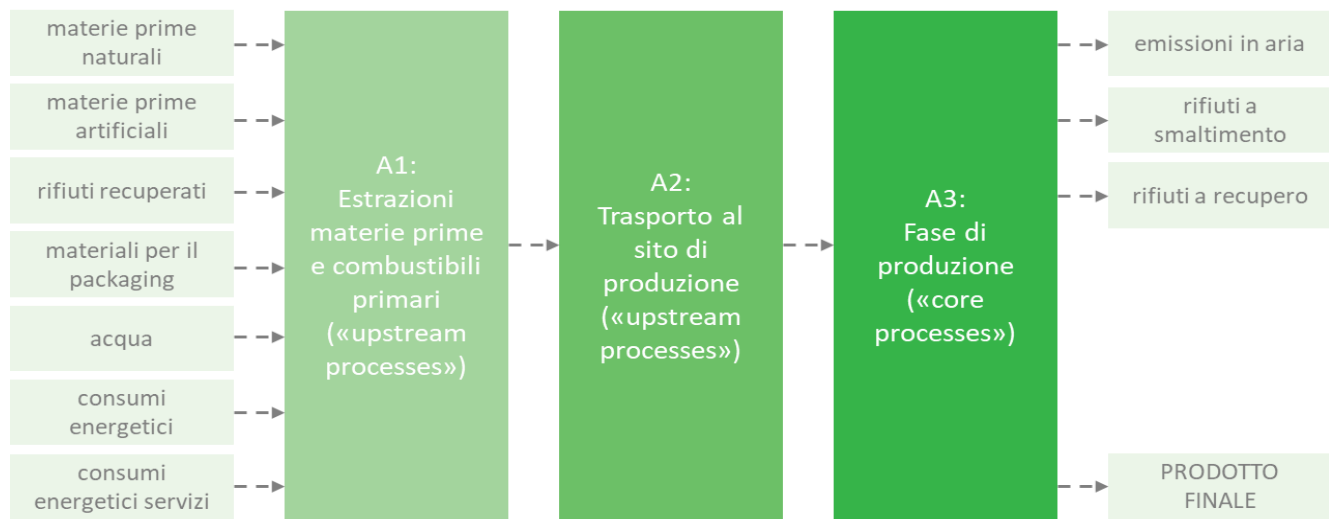 materie prime
naturali
materie prime
artificiali
rifiuti recuperati
materiali per il
packaging
acqua
consumi
energetici
consumi
energetici servizi
A1:
Estrazioni
materie prime
e combustibili
primari
(«upstream
processes»)
A2:
Trasporto al
sito di
produzione
(«upstream
processes»)
A3:
Fase di
produzione
(«core
processes»)
emissioni in aria
rifiuti a
smaltimento
rifiuti a recupero
PRODOTTO
FINALE